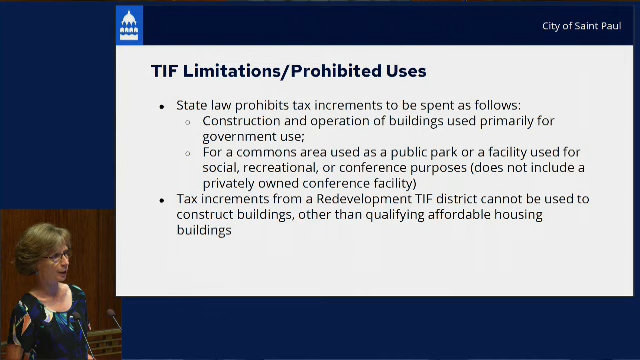 City of Saint Paul
TIF Limitations/Prohibited Uses
• State law prohibits tax increments to be spent as follows:
○ Construction and operation of buildings used primarily for
government use;
○ For a commons area used as a public park or a facility used for
social, recreational, or conference purposes (does not include a
privately owned conference facility)
• Tax increments from a Redevelopment TIF district cannot be used to
construct buildings, other than qualifying affordable housing
buildings